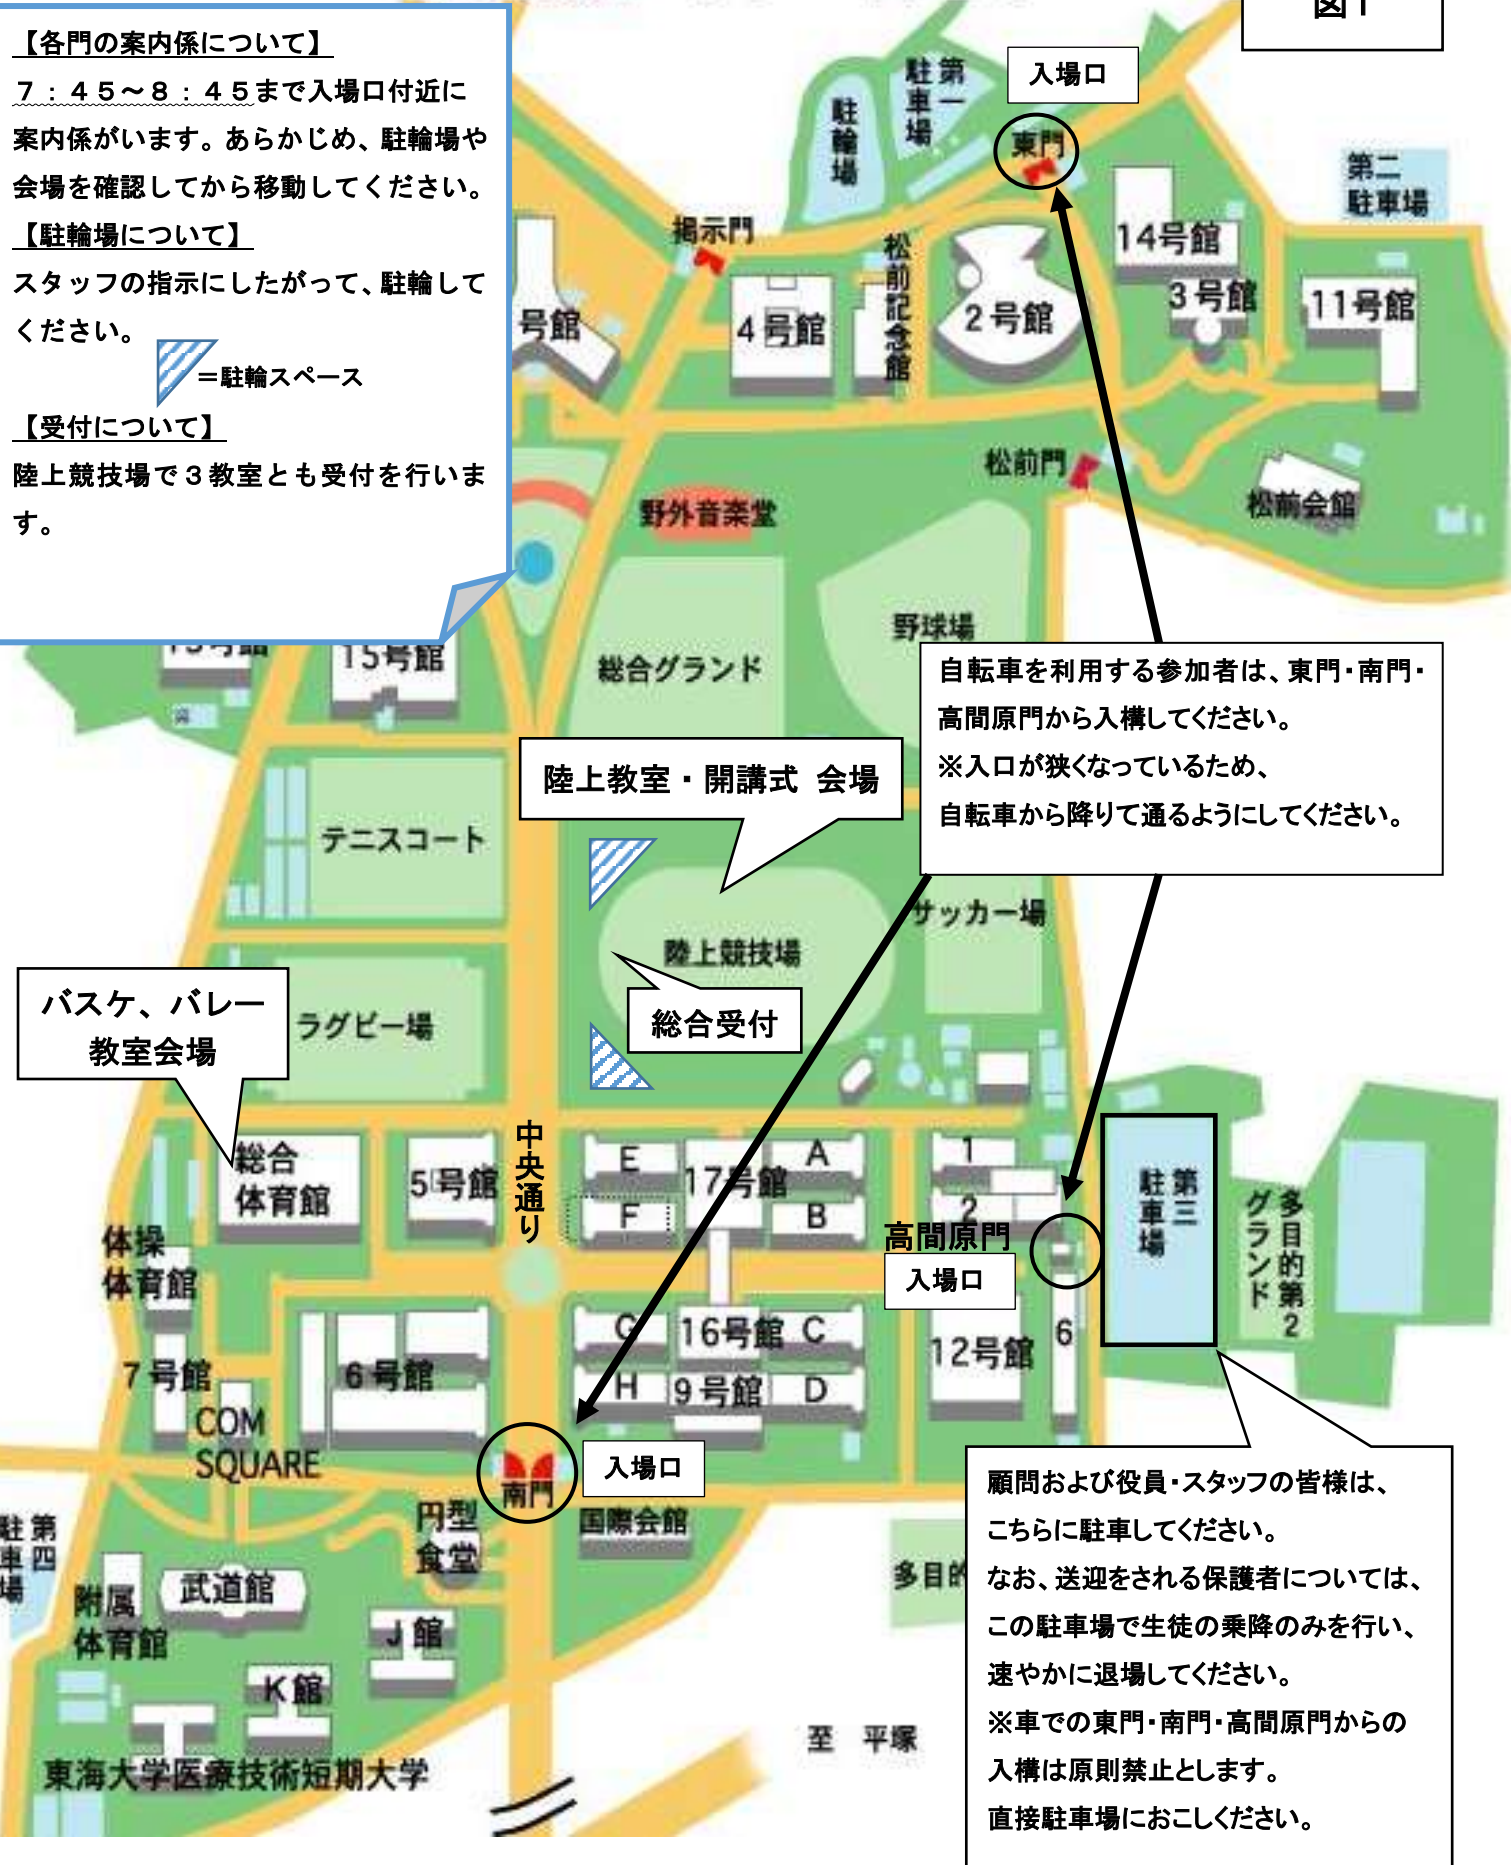 図1
【各門の案内係について】
７：４５～８：４５まで入場口付近に
案内係がいます。あらかじめ、駐輪場や
会場を確認してから移動してください。
【駐輪場について】
スタッフの指示にしたがって、駐輪して
ください。
＝駐輪スペース
【受付について】
陸上競技場で３教室とも受付を行いま
す。
入場口
第一
駐車場
駐輪場
東門
第二
駐車場
掲示門
14号館
松前記念館
3号館
11号館
2号館
4号館
号館
松前門
松前会館
野外音楽堂
野球場
総合グランド
15号館
自転車を利用する参加者は、東門・南門・
高間原門から入構してください。
※入口が狭くなっているため、
自転車から降りて通るようにしてください。
陸上教室・開講式 会場
テニスコート
サッカー場
陸上競技場
総合受付
バスケ、バレー
教室会場
ラグビー場
中央通り
総合
体育館
5号館
E
17号館
A
F
B
1
2
高間原門
入場口
第三
駐車場
多目的第2
グランド
体操
体育館
G
16号館
C
12号館
6
7号館
6号館
H
9号館
D
COM
SQUARE
南門
入場口
円型
食堂
国際会館
第四
駐車場
武道館
附属
体育館
J館
K館
多目的
東海大学医療技術短期大学
至　平塚
顧問および役員・スタッフの皆様は、
こちらに駐車してください。
なお、送迎をされる保護者については、
この駐車場で生徒の乗降のみを行い、
速やかに退場してください。
※車での東門・南門・高間原門からの
入構は原則禁止とします。
直接駐車場におこしください。